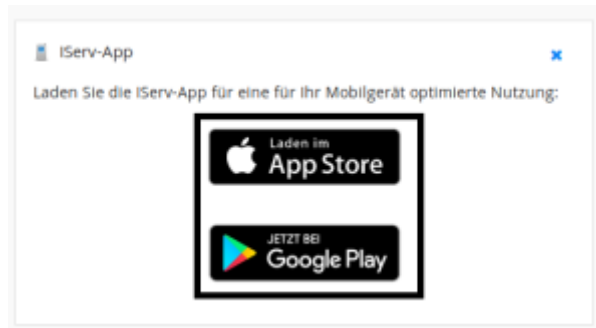 IServ-App
Laden Sie die IServ-App für eine für Ihr Mobilgerät optimierte Nutzung:
Laden im
App Store
JETZT BEI
Google Play